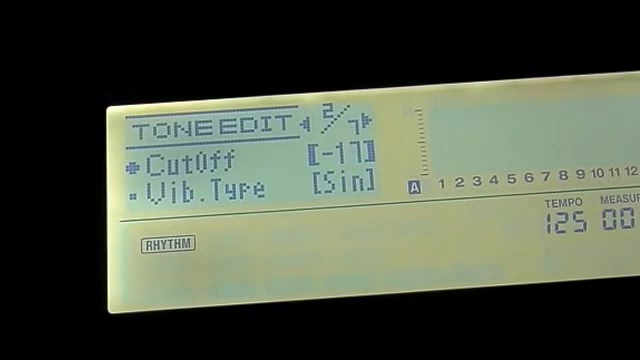 TONE EDIT 2/7
CutOff [-17]
Vib.Type [Sin]
A 1 2 3 4 5 6 7 8 9 10 11 12
TEMPO
125 00
RHYTHM